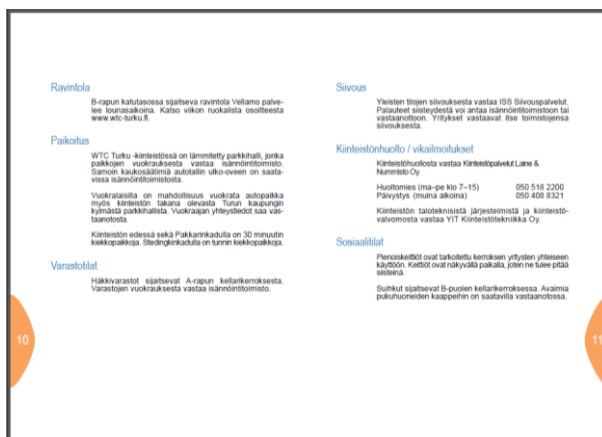 Ravintola
B-rapun katutasossa sijaitseva ravintola Vellamo palve-
lee lounasaikoina. Katso viikon ruokalista osoitteesta
www.wtc-turku.fi.
Paikoitus
WTC Turku -kiinteistössä on lämmitetty parkkihalli, jonka
paikkojen vuokrauksesta vastaa isännöintitoimisto.
Samoin kaukosäätimiä autotallin ulko-oveen on saata-
vissa isännöintitoimistosta.
Vuokralaisilla on mahdollisuus vuokrata autopaikka
myös kiinteistön takana olevasta Turun kaupungin
kylmästä parkkihallista. Vuokraajan yhteystiedot saa vas-
taanotosta.
Kiinteistön edessä sekä Pakkarinkadulla on 30 minuutin
kiekkopaikkoja. Stedinginkadulla on tunnin kiekkopaikkoja.
Varastotilat
Häkkivarastot sijaitsevat A-rapun kellarikerroksesta.
Varastojen vuokrauksesta vastaa isännöintitoimisto.
10
Siivous
Yleisten tilojen siivouksesta vastaa ISS Siivouspalvelut.
Palauteet siisteydestä voi antaa isännöintitoimistoon tai
vastaanottoon. Yritykset vastaavat itse toimistojensa
siivouksesta.
Kiinteistönhuolto / vikailmoitukset
Kiinteistöhuollosta vastaa Kiinteistöpalvelut Laine &
Nummisto Oy.
Huoltomies (ma–pe klo 7–15) 050 518 2200
Päivystys (muina aikoina) 050 408 8321
Kiinteistön taloteknisistä järjestelmistä ja kiinteistö-
valvomosta vastaa YIT Kiinteistötekniikka Oy.
Sosiaalitilat
Pienoiskeittiöt ovat tarkoitettu kerroksen yritysten yhteiseen
käyttöön. Keittiöt ovat näkyvällä paikalla, joten ne tulee pitää
siisteinä.
Suihkut sijaitsevat B-puolen kellarikerroksessa. Avaimia
pukuhuoneiden kaappeihin on saatavilla vastaanotossa.
11